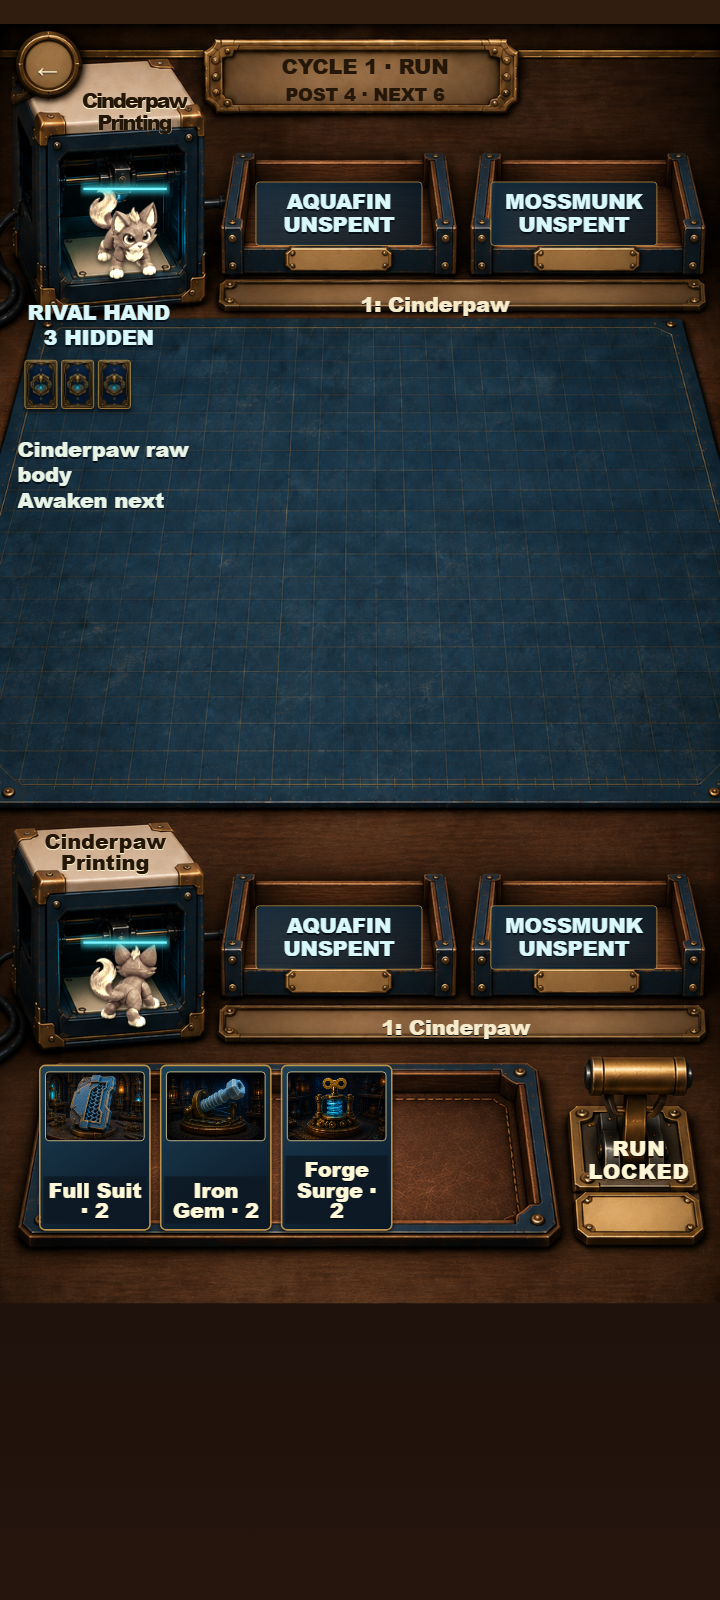 ←
CYCLE 1 · RUN
POST 4 · NEXT 6
Cinderpaw
Printing
AQUAFIN
UNSPENT
MOSSMUNK
UNSPENT
1: Cinderpaw
RIVAL HAND
3 HIDDEN
Cinderpaw raw
body
Awaken next
Cinderpaw
Printing
AQUAFIN
UNSPENT
MOSSMUNK
UNSPENT
1: Cinderpaw
Full Suit
· 2
Iron
Gem · 2
Forge
Surge ·
2
RUN
LOCKED